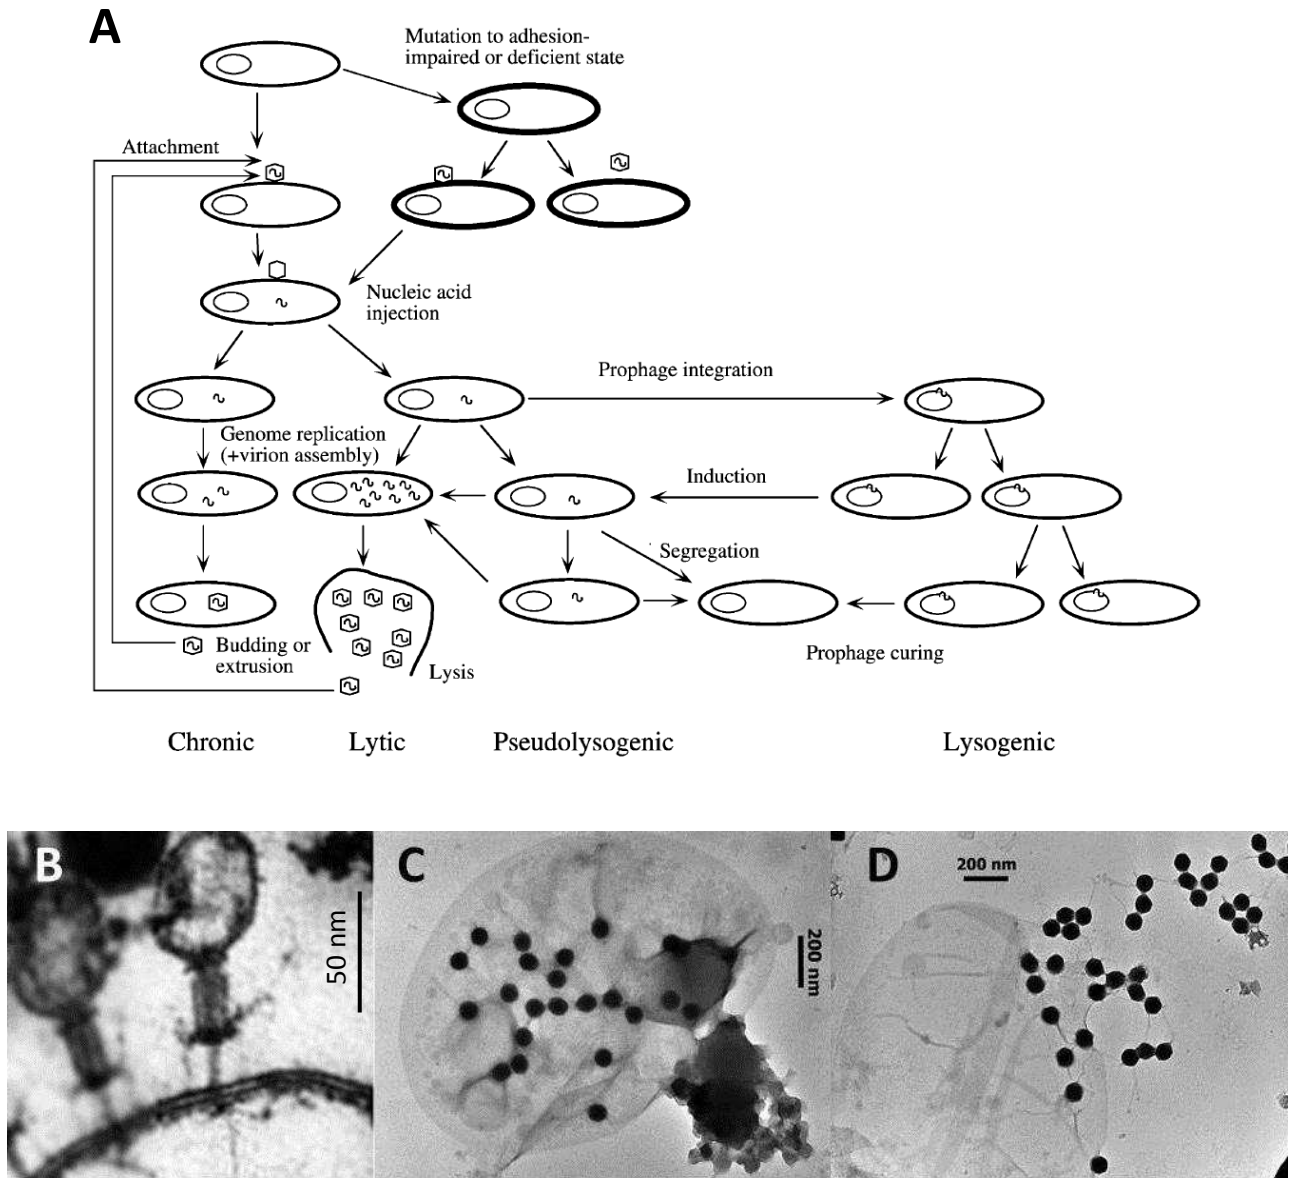 A
Mutation to adhesion-
impaired or deficient state
Attachment
Nucleic acid
injection
Prophage integration
Genome replication
(+virion assembly)
Induction
Segregation
Budding or
extrusion
Lysis
Prophage curing
Chronic
Lytic
Pseudolysogenic
Lysogenic
B
50 nm
C
200 nm
D
200 nm